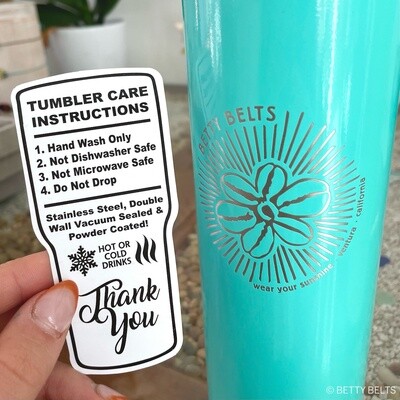 TUMBLER CARE
INSTRUCTIONS
1. Hand Wash Only
2. Not Dishwasher Safe
3. Not Microwave Safe
4. Do Not Drop
Stainless Steel, Double
Wall Vacuum Sealed &
Powder Coated!
HOT OR
COLD
DRINKS
Thank
You
BETTY BELTS
wear your sunshine
ventura · california
© BETTY BELTS